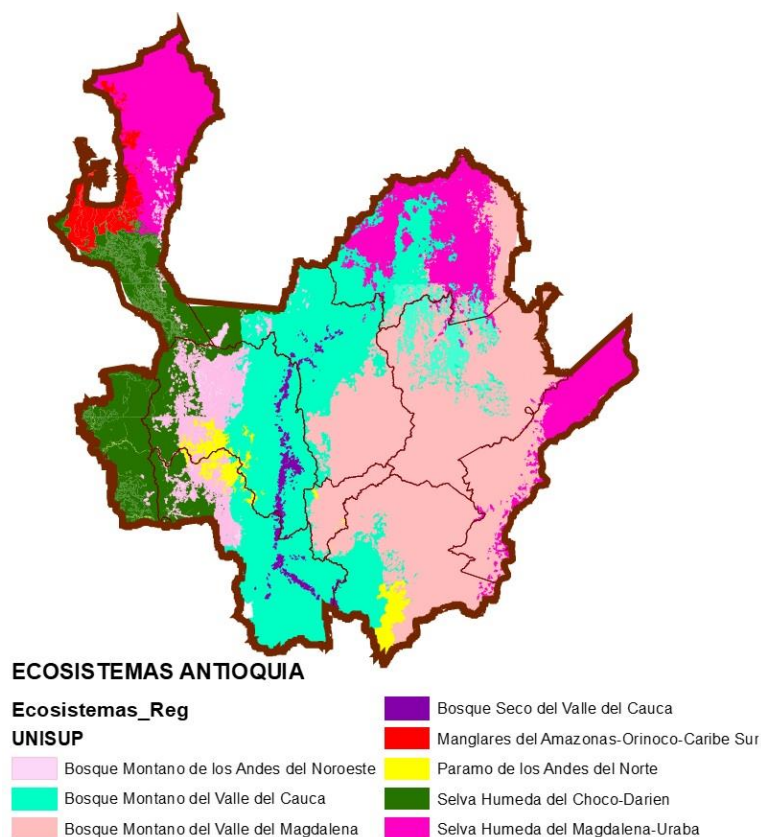 ECOSISTEMAS ANTIOQUIA
Ecosistemas_Reg
UNISUP
Bosque Montano de los Andes del Noroeste
Bosque Montano del Valle del Cauca
Bosque Montano del Valle del Magdalena
Bosque Seco del Valle del Cauca
Manglares del Amazonas-Orinoco-Caribe Sur
Paramo de los Andes del Norte
Selva Humeda del Choco-Darien
Selva Humeda del Magdalena-Uraba